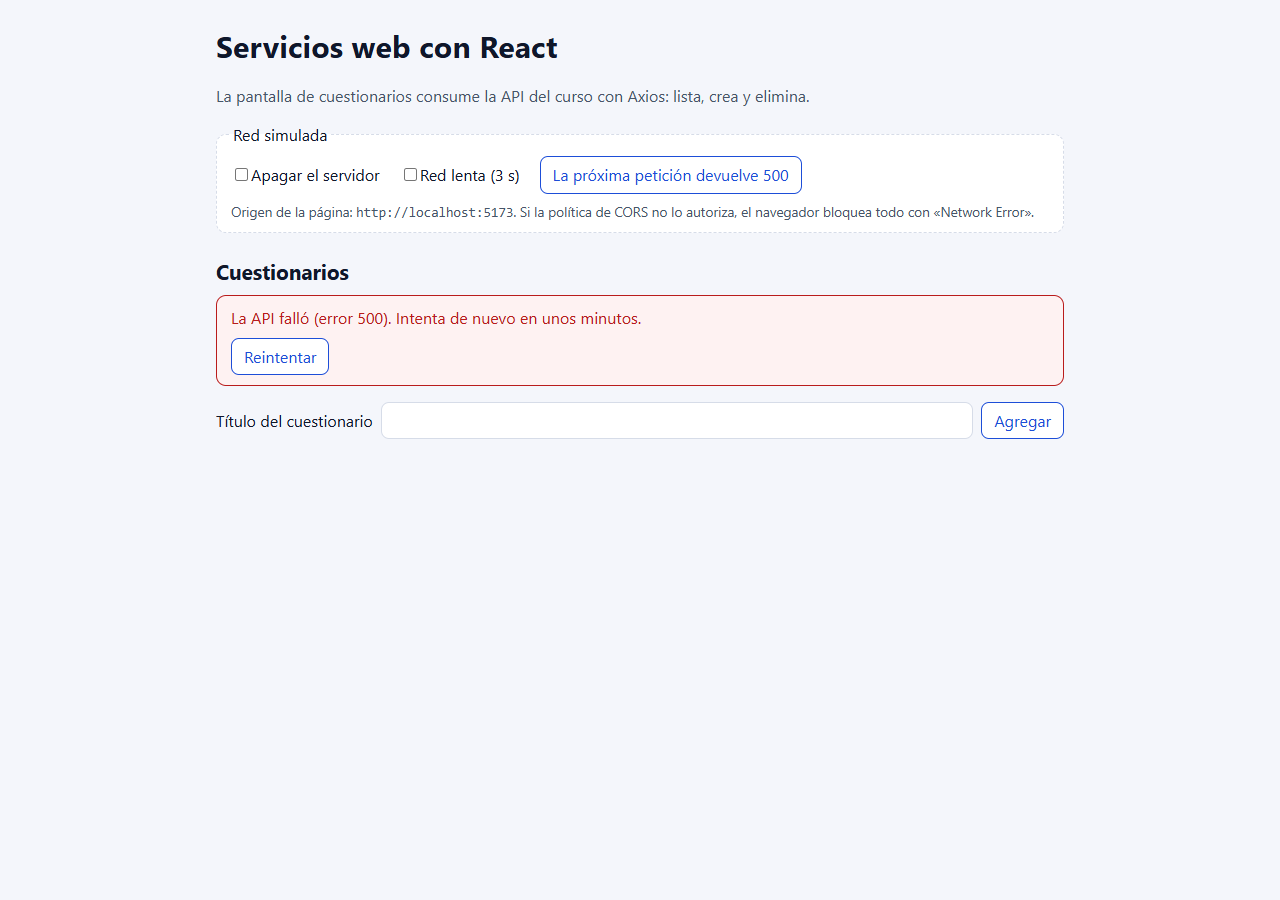 Servicios web con React
La pantalla de cuestionarios consume la API del curso con Axios: lista, crea y elimina.
Red simulada
Apagar el servidor
Red lenta (3 s)
La próxima petición devuelve 500
Origen de la página: http://localhost:5173. Si la política de CORS no lo autoriza, el navegador bloquea todo con «Network Error».
Cuestionarios
La API falló (error 500). Intenta de nuevo en unos minutos.
Reintentar
Título del cuestionario
Agregar